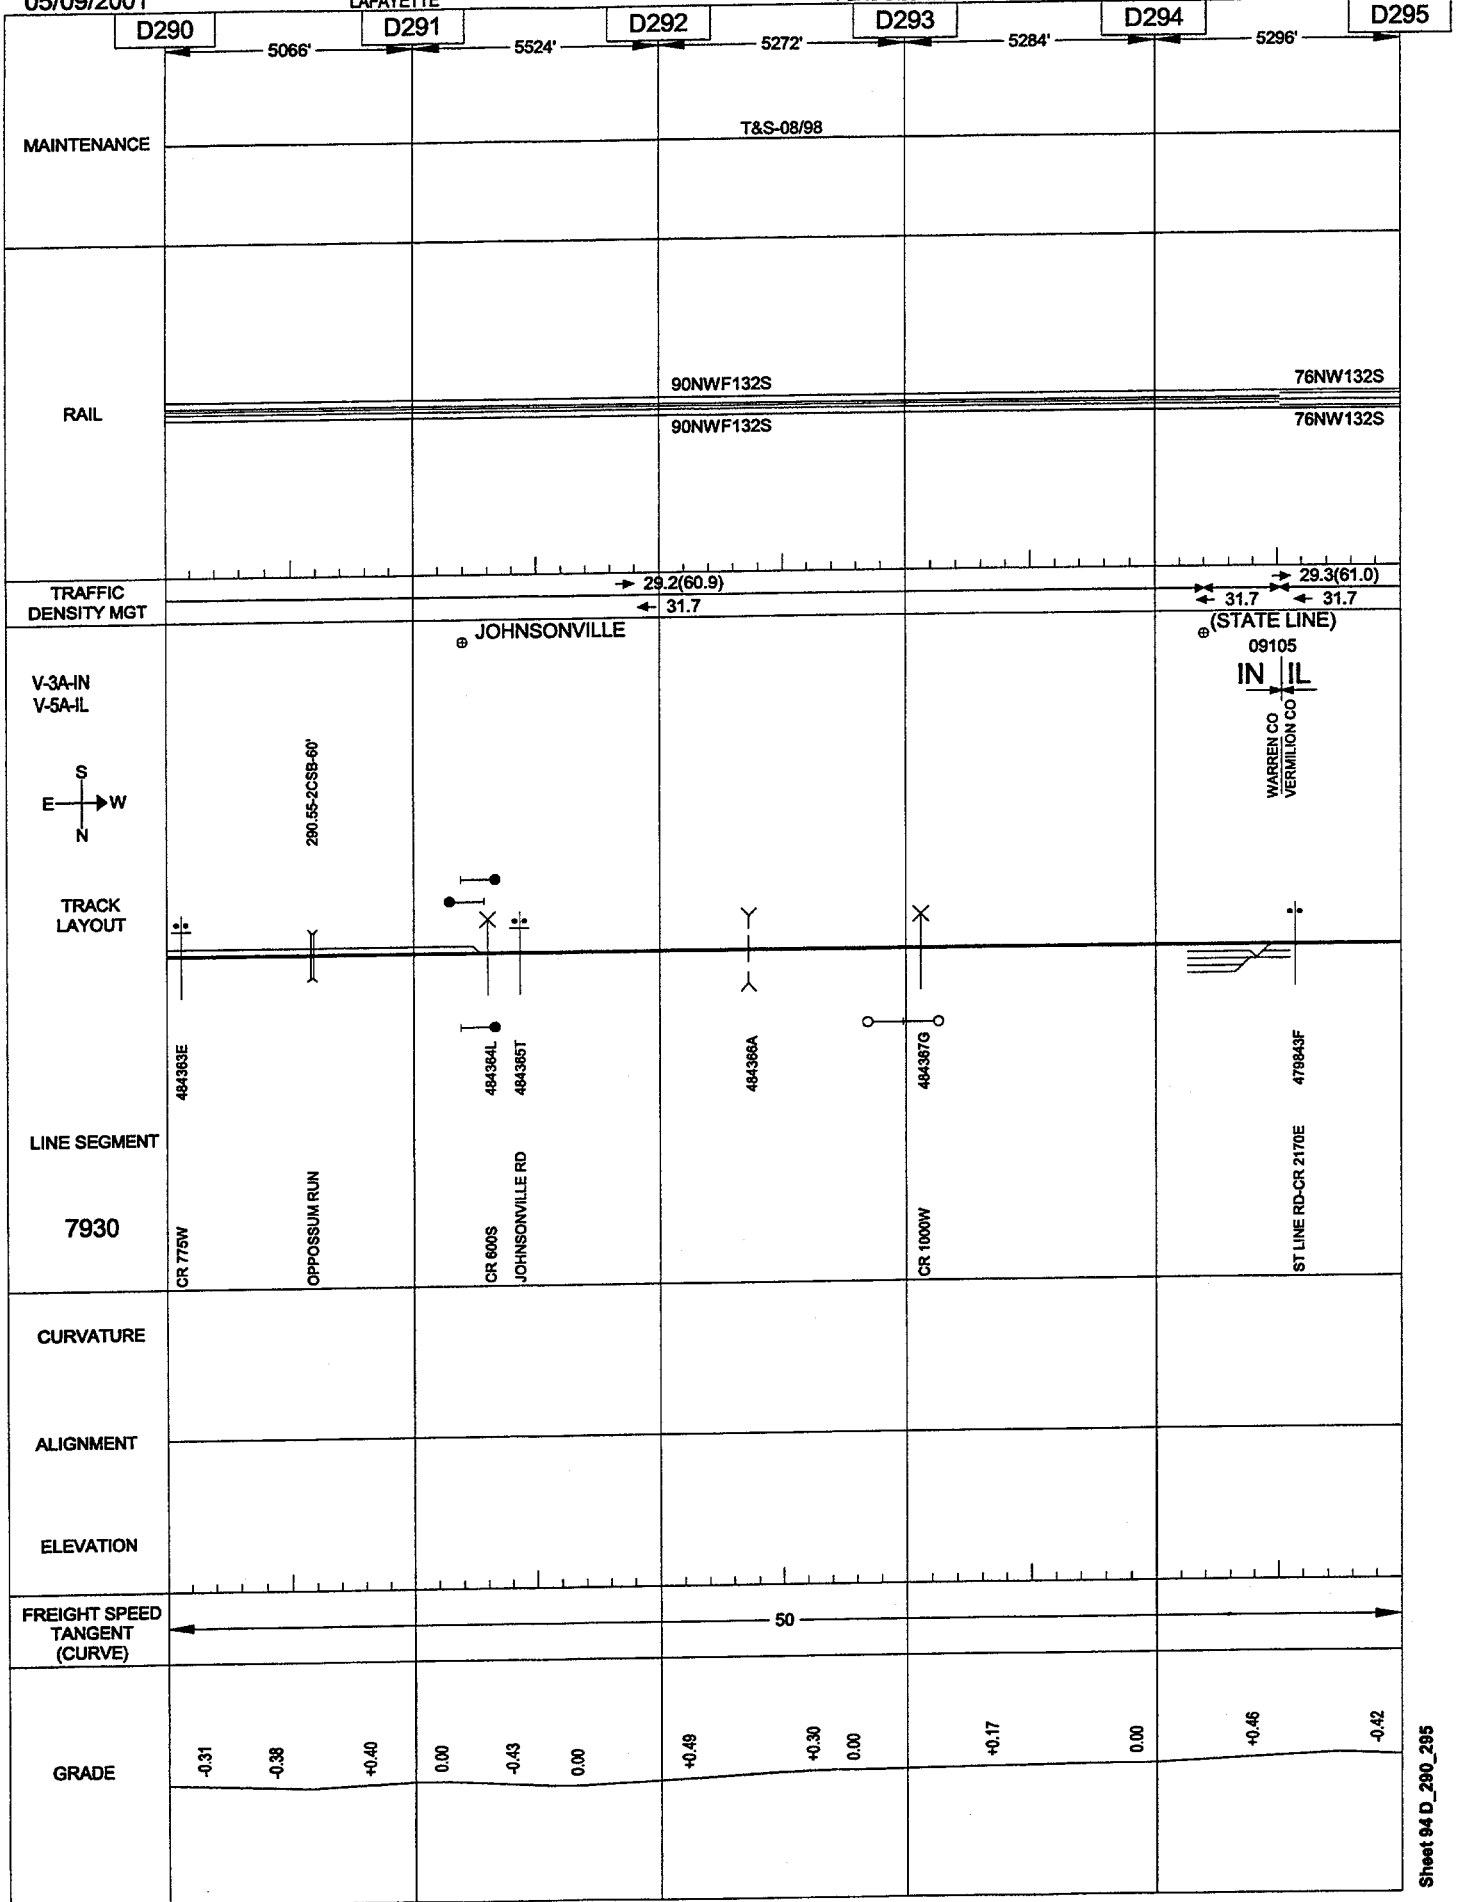 05/09/2001
LAFAYETTE
D290
D291
D292
D293
D294
D295
5066'
5524'
5272'
5284'
5296'
MAINTENANCE
T&S-08/98
RAIL
90NWF132S
76NW132S
90NWF132S
76NW132S
TRAFFIC
DENSITY MGT
29.2(60.9)
31.7
31.7
29.3(61.0)
31.7
JOHNSONVILLE
(STATE LINE)
09105
IN IL
WARREN CO
VERMILION CO
V-3A-IN
V-5A-IL
S
E W
N
290.55-2CSB-60'
TRACK
LAYOUT
484363E
484364L
484365T
484366A
484367G
479843F
LINE SEGMENT
7930
CR 775W
OPPOSSUM RUN
CR 600S
JOHNSONVILLE RD
CR 1000W
ST LINE RD-CR 2170E
CURVATURE
ALIGNMENT
ELEVATION
FREIGHT SPEED
TANGENT
(CURVE)
50
GRADE
-0.31
-0.38
+0.40
0.00
-0.43
0.00
+0.49
+0.30
0.00
+0.17
0.00
+0.46
-0.42
Sheet 94 D_290_295